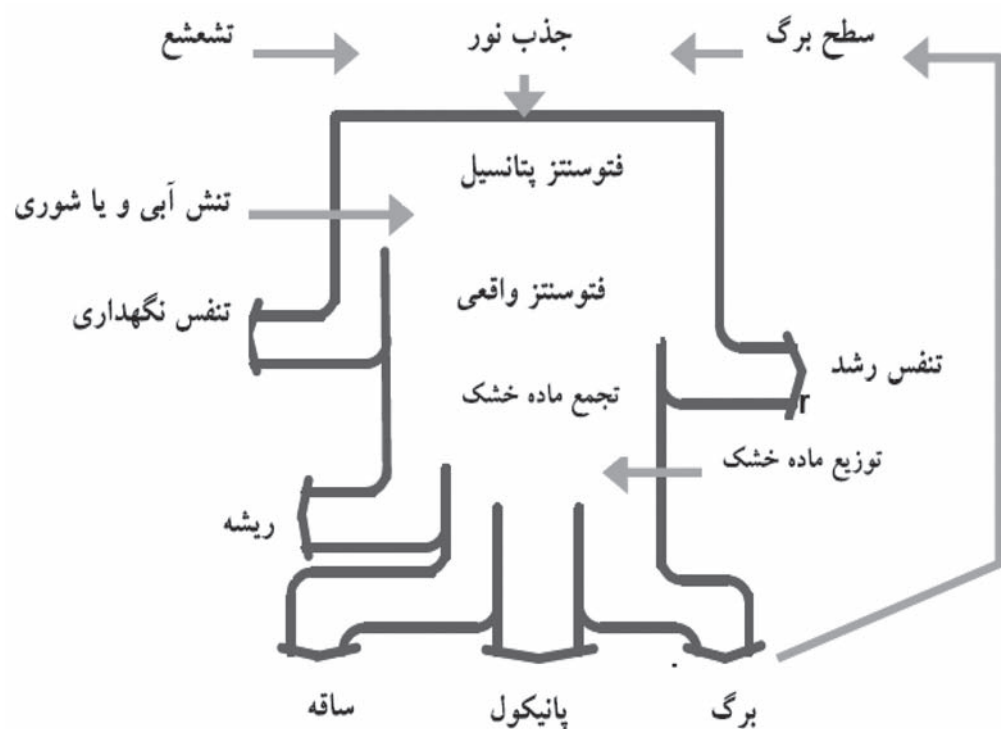 سطح برگ
جذب نور
تشعشع
فتوسنتز پتانسیل
تنش آبی و یا شوری
فتوسنتز واقعی
تنفس نگهداری
تنفس رشد
r
تجمع ماده خشک
توزیع ماده خشک
ریشه
برگ
پانیکول
ساقه